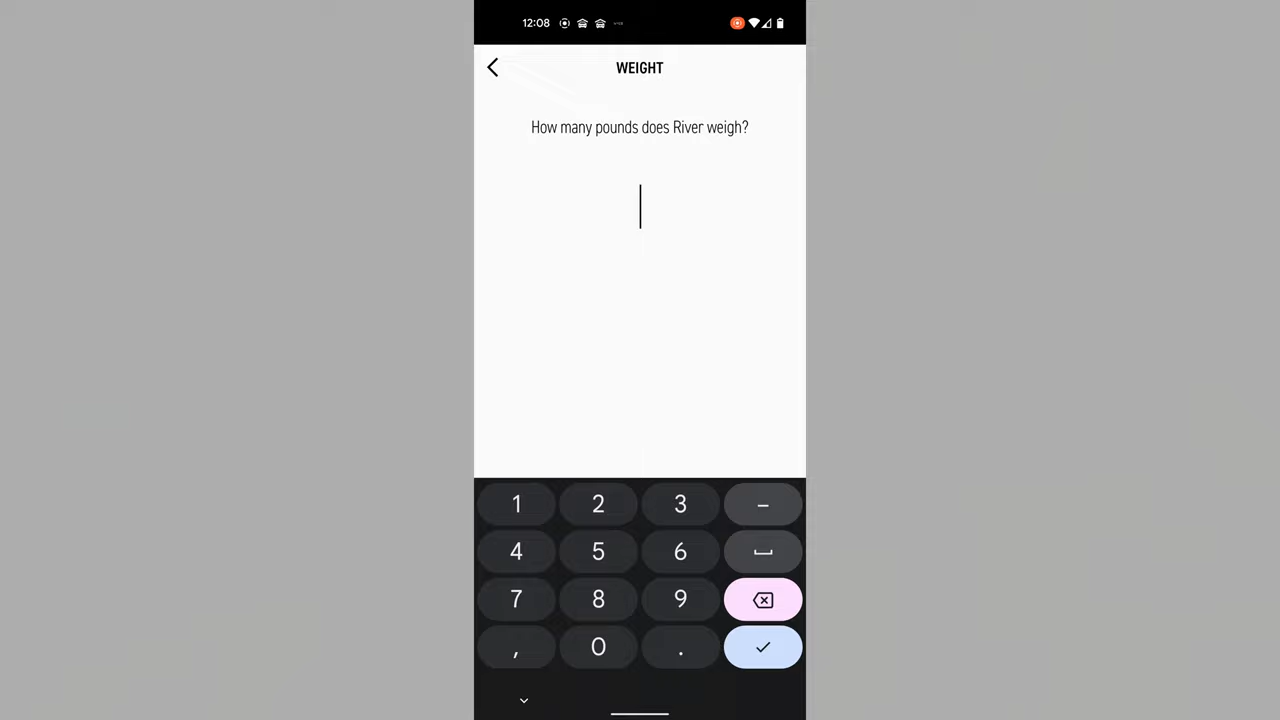 12:08
WEIGHT
How many pounds does River weigh?
1 2 3 –
4 5 6
7 8 9
, 0 .